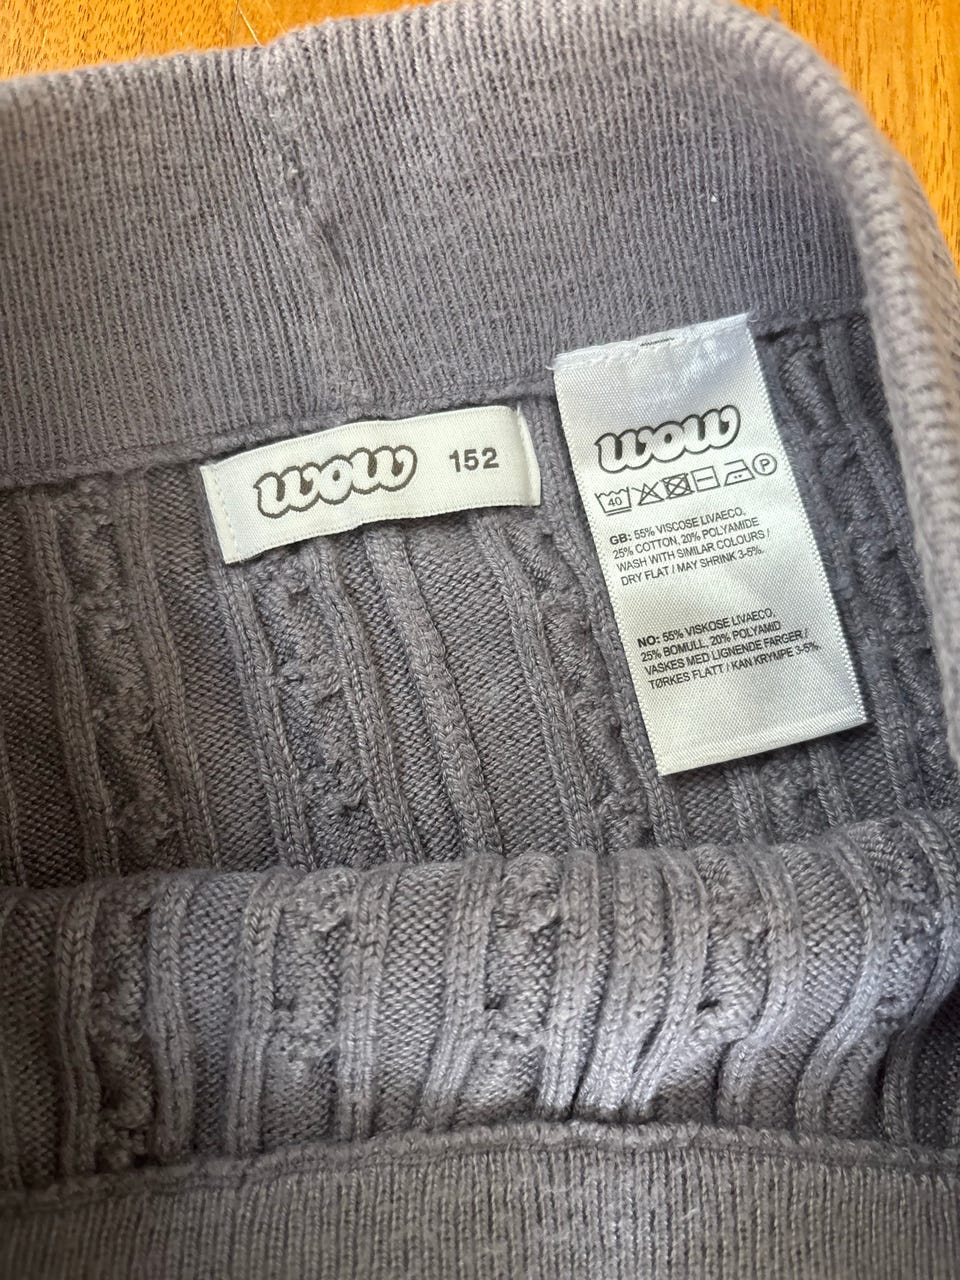 wow 152
wow
40 P
GB: 55% VISCOSE LIVAECO,
25% COTTON, 20% POLYAMIDE
WASH WITH SIMILAR COLOURS /
DRY FLAT / MAY SHRINK 3-5%.
NO: 55% VISKOSE LIVAECO,
25% BOMULL, 20% POLYAMID
VASKES MED LIGNENDE FARGER /
TØRKES FLATT / KAN KRYMPE 3-5%.